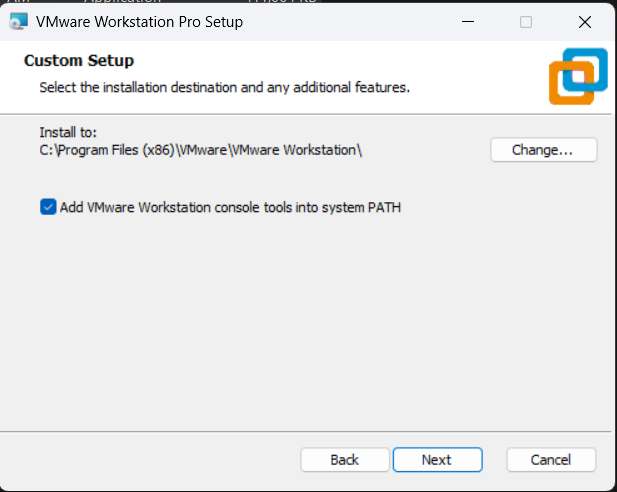 VMware Workstation Pro Setup
Custom Setup
Select the installation destination and any additional features.
Install to:
C:\Program Files (x86)\VMware\VMware Workstation\
Change...
Add VMware Workstation console tools into system PATH
Back
Next
Cancel